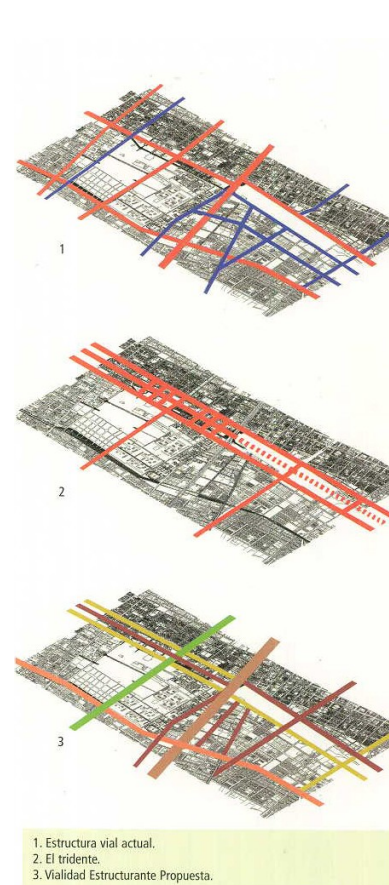 1
2
3
1. Estructura vial actual.
2. El tridente.
3. Vialidad Estructurante Propuesta.